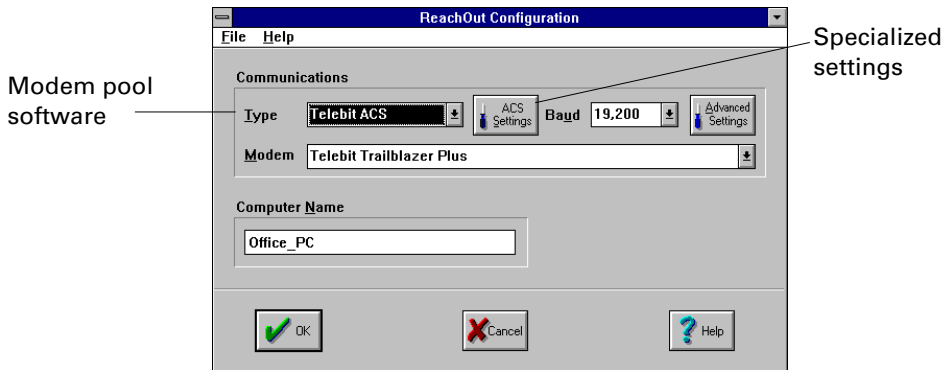 ReachOut Configuration
File Help
Communications
Type Telebit ACS ACS Settings Baud 19,200 Advanced Settings
Modem Telebit Trailblazer Plus
Computer Name
Office_PC
OK Cancel Help
Modem pool
software
Specialized
settings